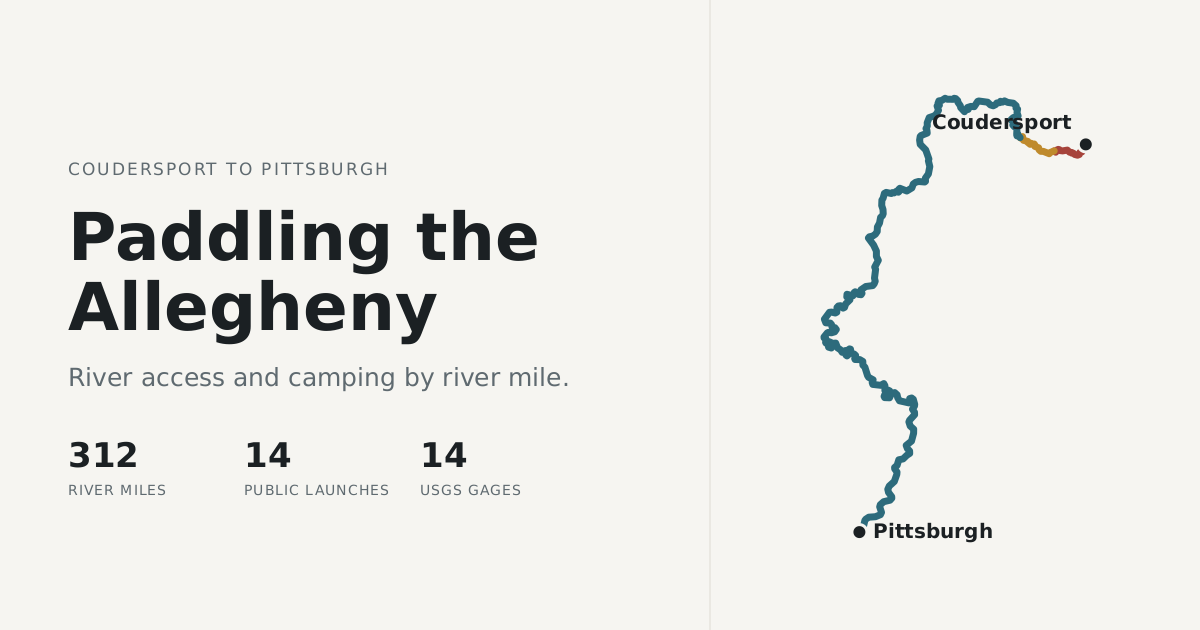 COUDERSPORT TO PITTSBURGH
Paddling the
Allegheny
River access and camping by river mile.
312
RIVER MILES
14
PUBLIC LAUNCHES
14
USGS GAGES
Coudersport
Pittsburgh